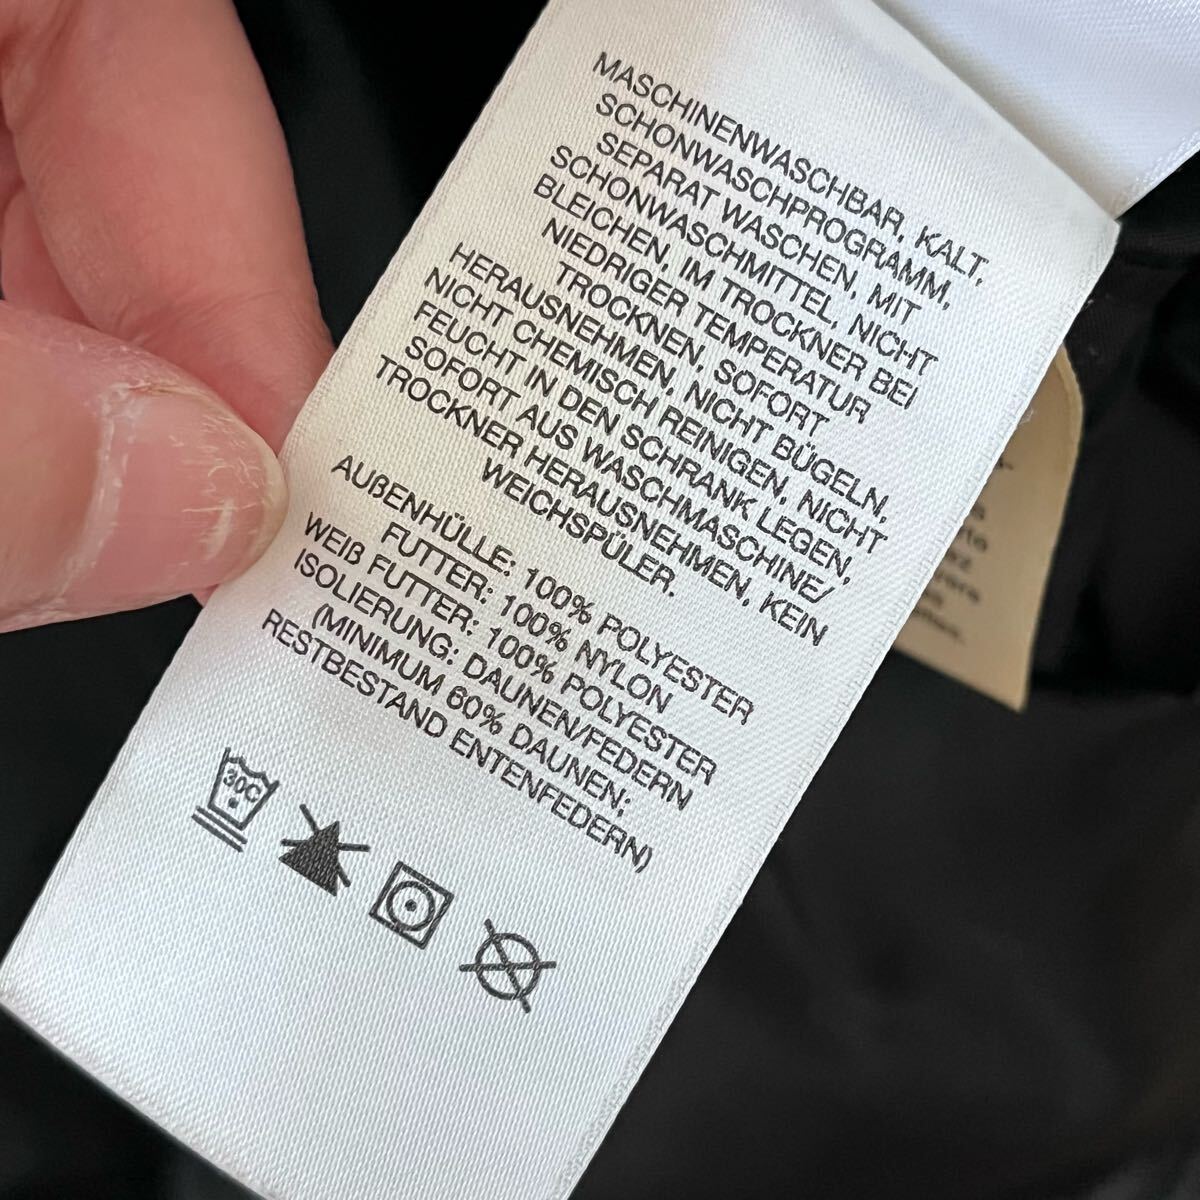 MASCHINENWASCHBAR, KALT,
SCHONWASCHPROGRAMM,
SEPARAT WASCHEN, MIT
SCHONWASCHMITTEL, NICHT
BLEICHEN, IM TROCKNER BEI
NIEDRIGER TEMPERATUR
TROCKNEN, SOFORT
HERAUSNEHMEN, NICHT BÜGELN,
NICHT CHEMISCH REINIGEN, NICHT
FEUCHT IN DEN SCHRANK LEGEN,
SOFORT AUS WASCHMASCHINE/
TROCKNER HERAUSNEHMEN, KEIN
WEICHSPÜLER.
AUßENHÜLLE: 100% POLYESTER
FUTTER: 100% NYLON
WEIß FUTTER: 100% POLYESTER
ISOLIERUNG: DAUNEN/FEDERN
(MINIMUM 60% DAUNEN;
RESTBESTAND ENTENFEDERN)
30C